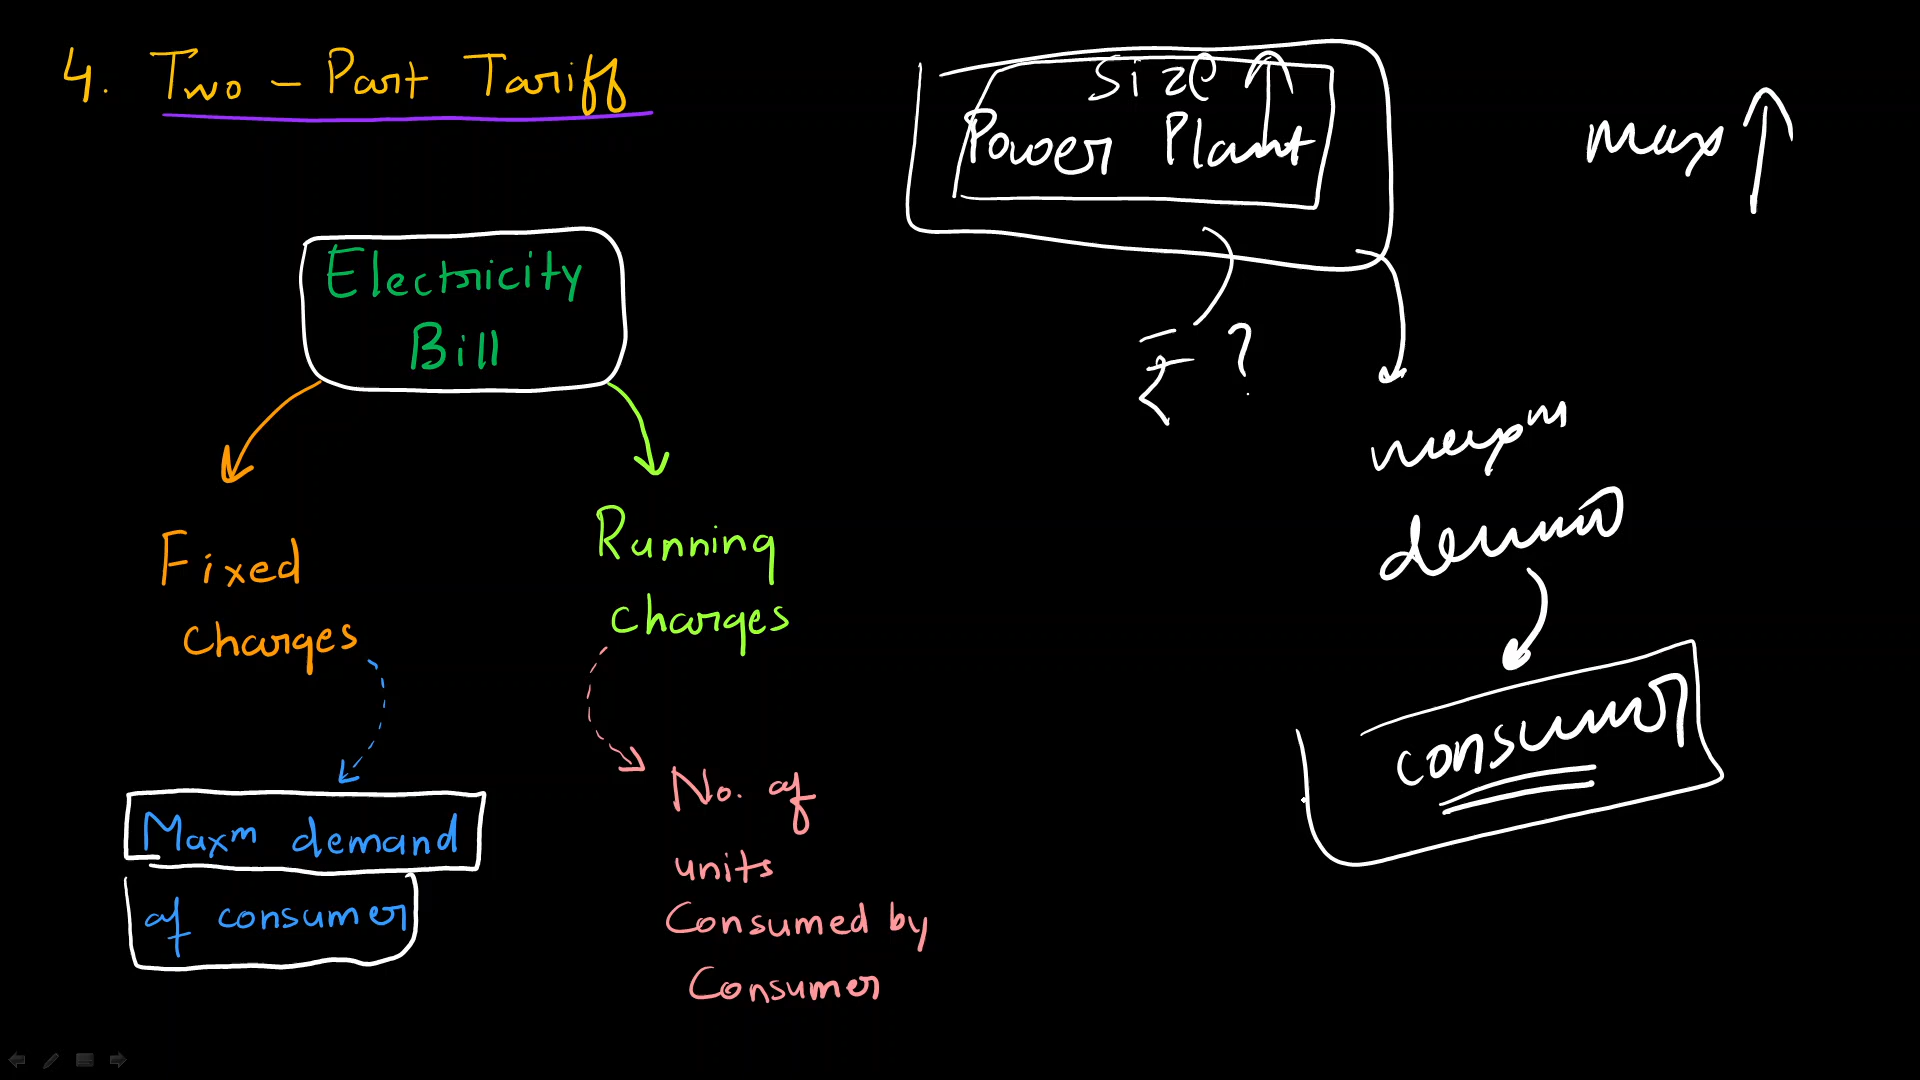 4. Two - Part Tariff
Electricity
Bill
Fixed
charges
Running
charges
Maxᵐ demand
of consumer
No. of
units
Consumed by
Consumer
Size ↑
Power Plant
₹ ?
max ↑
maxᵐ
demand
consumer